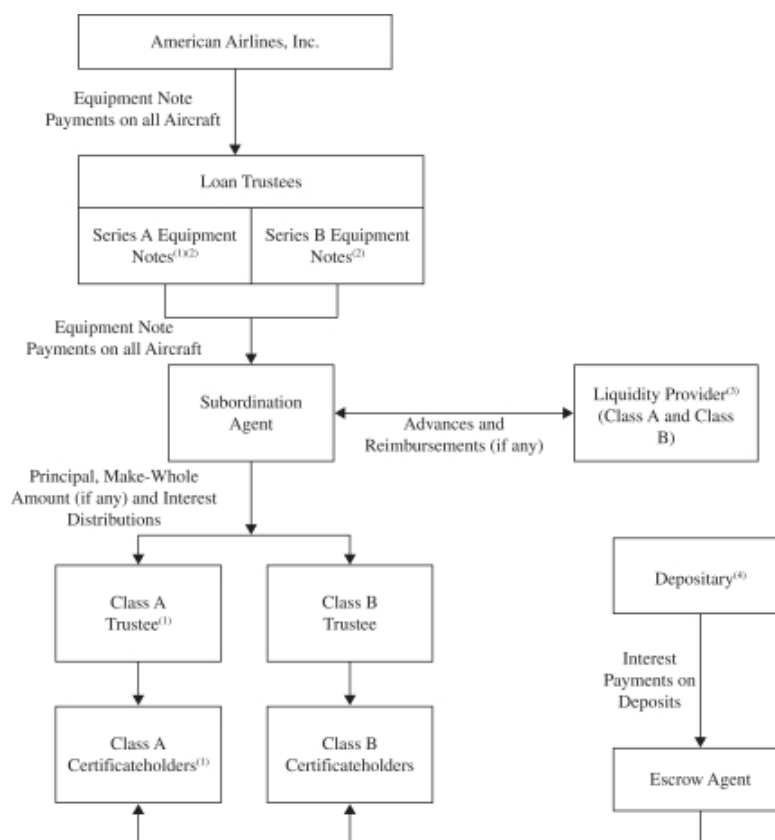 American Airlines, Inc.
Equipment Note
Payments on all Aircraft
Loan Trustees
Series A Equipment
Notes(1)(2)
Series B Equipment
Notes(2)
Equipment Note
Payments on all Aircraft
Subordination
Agent
Advances and
Reimbursements (if any)
Liquidity Provider(3)
(Class A and Class
B)
Principal, Make-Whole
Amount (if any) and Interest
Distributions
Class A
Trustee(1)
Class B
Trustee
Depositary(4)
Interest
Payments on
Deposits
Class A
Certificateholders(1)
Class B
Certificateholders
Escrow Agent